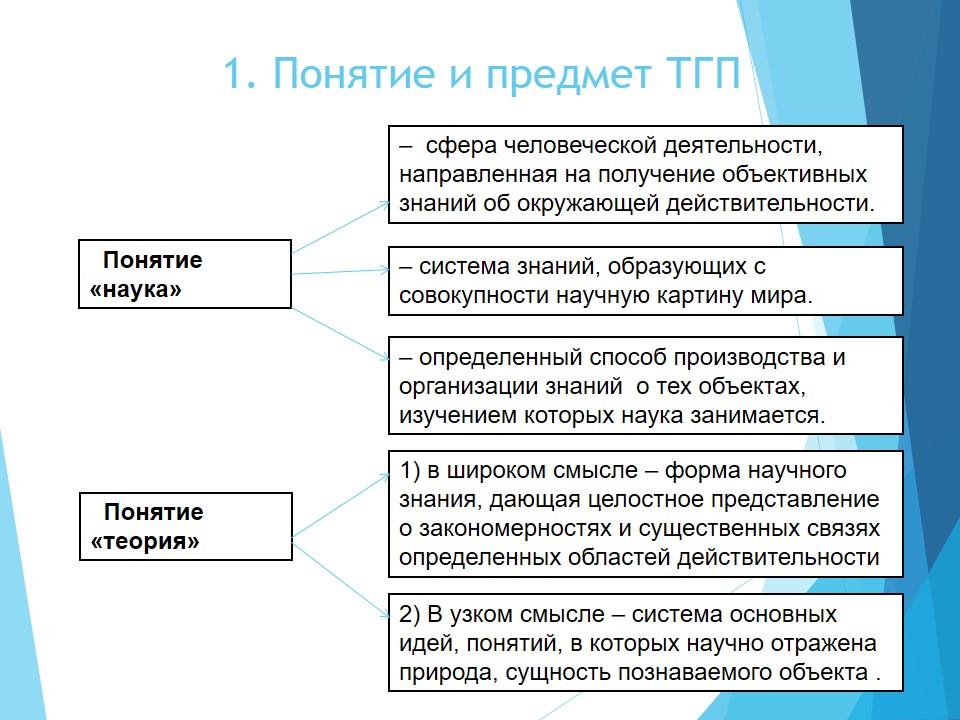 1. Понятие и предмет ТГП
– сфера человеческой деятельности,
направленная на получение объективных
знаний об окружающей действительности.
Понятие
«наука»
– система знаний, образующих с
совокупности научную картину мира.
– определенный способ производства и
организации знаний о тех объектах,
изучением которых наука занимается.
Понятие
«теория»
1) в широком смысле – форма научного
знания, дающая целостное представление
о закономерностях и существенных связях
определенных областей действительности
2) В узком смысле – система основных
идей, понятий, в которых научно отражена
природа, сущность познаваемого объекта .